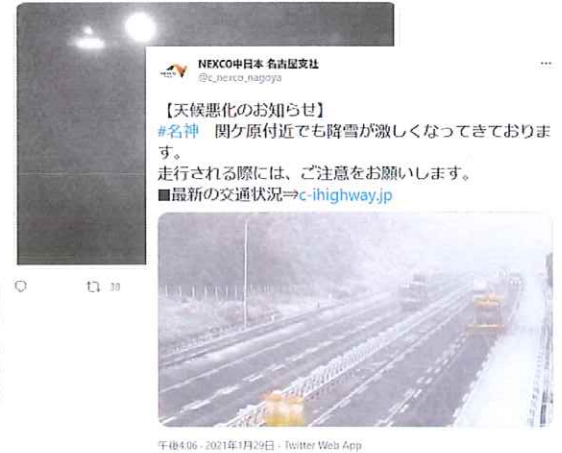 NEXCO中日本 名古屋支社
@c_nexco_nagoya
【天候悪化のお知らせ】
#名神 関ケ原付近でも降雪が激しくなってきておりま
す。
走行される際には、ご注意をお願いします。
■最新の交通状況⇒c-ihighway.jp
38
午後4:06 · 2021年1月29日 · Twitter Web App